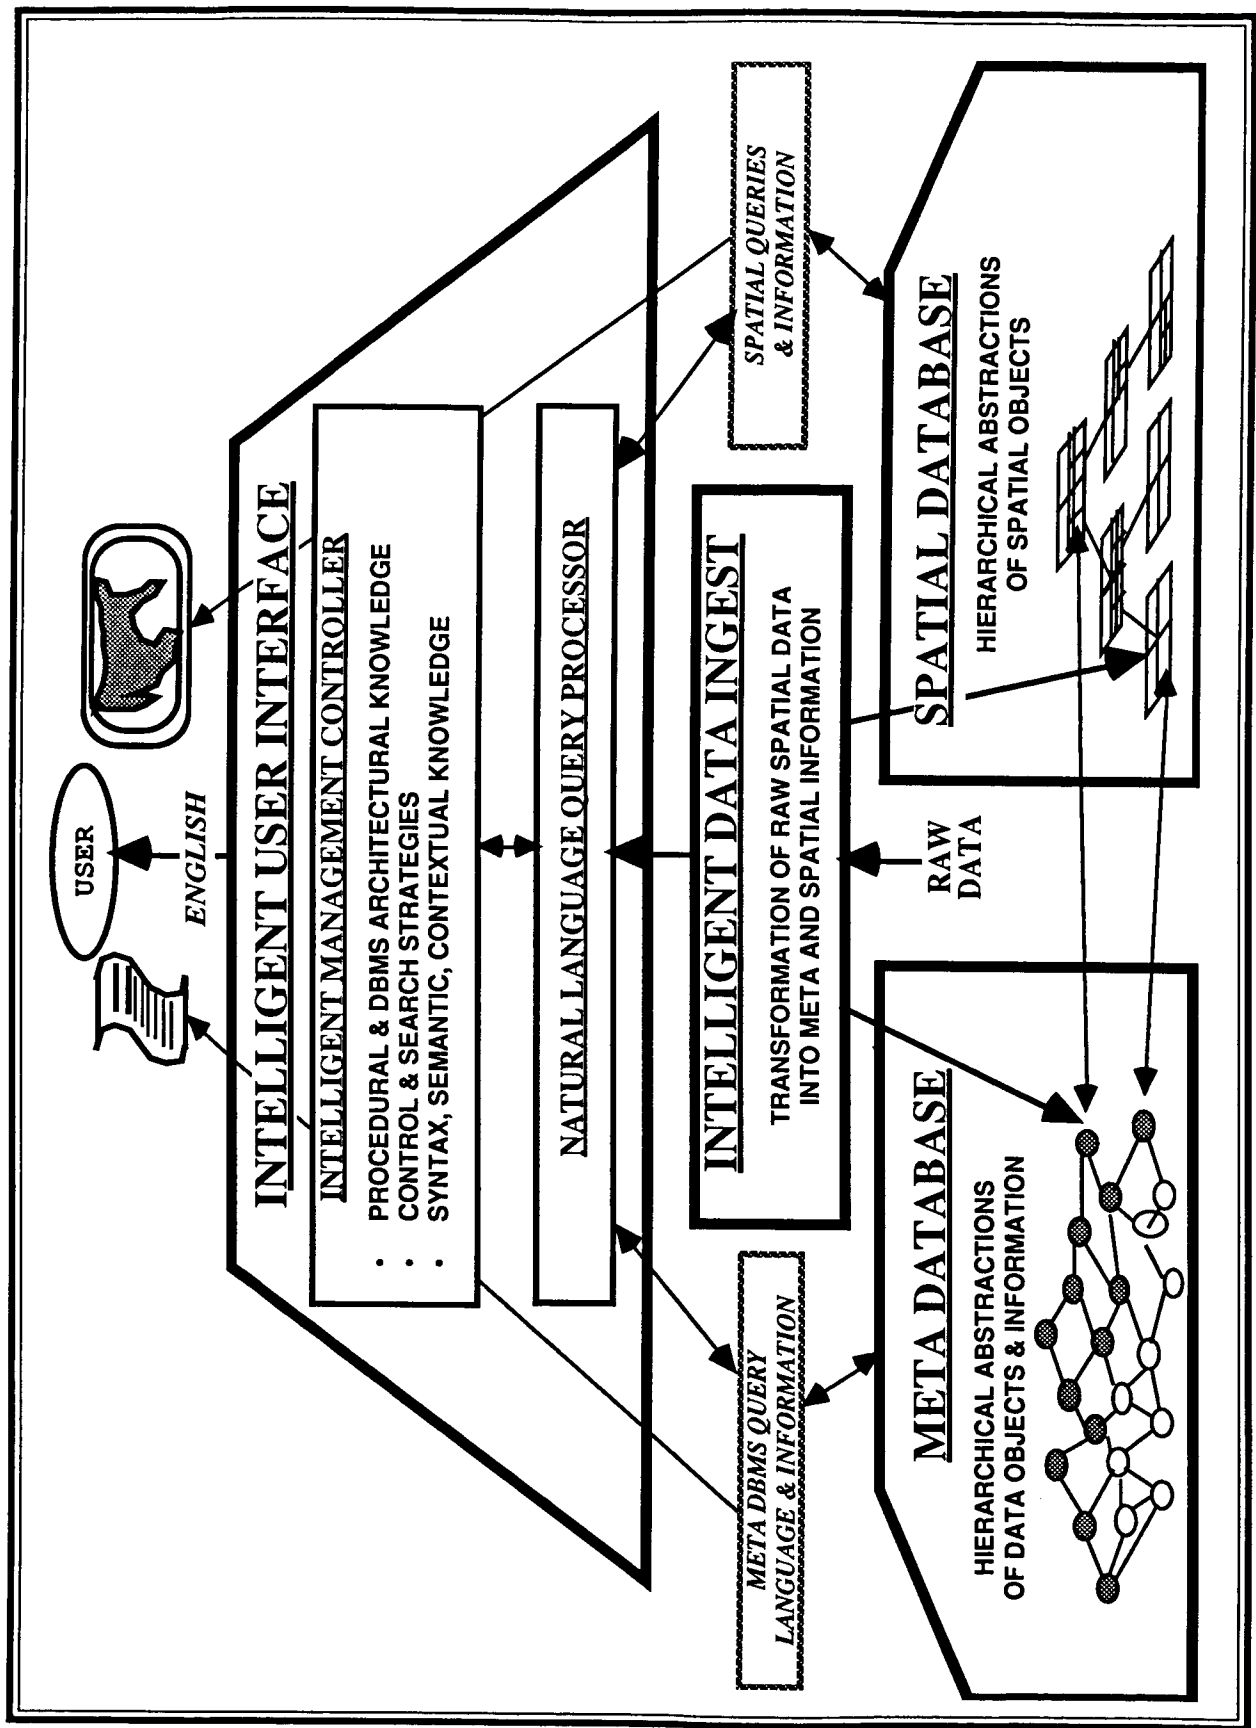 USER
ENGLISH
INTELLIGENT USER INTERFACE
INTELLIGENT MANAGEMENT CONTROLLER
• PROCEDURAL & DBMS ARCHITECTURAL KNOWLEDGE
• CONTROL & SEARCH STRATEGIES
• SYNTAX, SEMANTIC, CONTEXTUAL KNOWLEDGE
NATURAL LANGUAGE QUERY PROCESSOR
META DBMS QUERY
LANGUAGE & INFORMATION
INTELLIGENT DATA INGEST
TRANSFORMATION OF RAW SPATIAL DATA
INTO META AND SPATIAL INFORMATION
SPATIAL QUERIES
& INFORMATION
META DATABASE
HIERARCHICAL ABSTRACTIONS
OF DATA OBJECTS & INFORMATION
RAW
DATA
SPATIAL DATABASE
HIERARCHICAL ABSTRACTIONS
OF SPATIAL OBJECTS